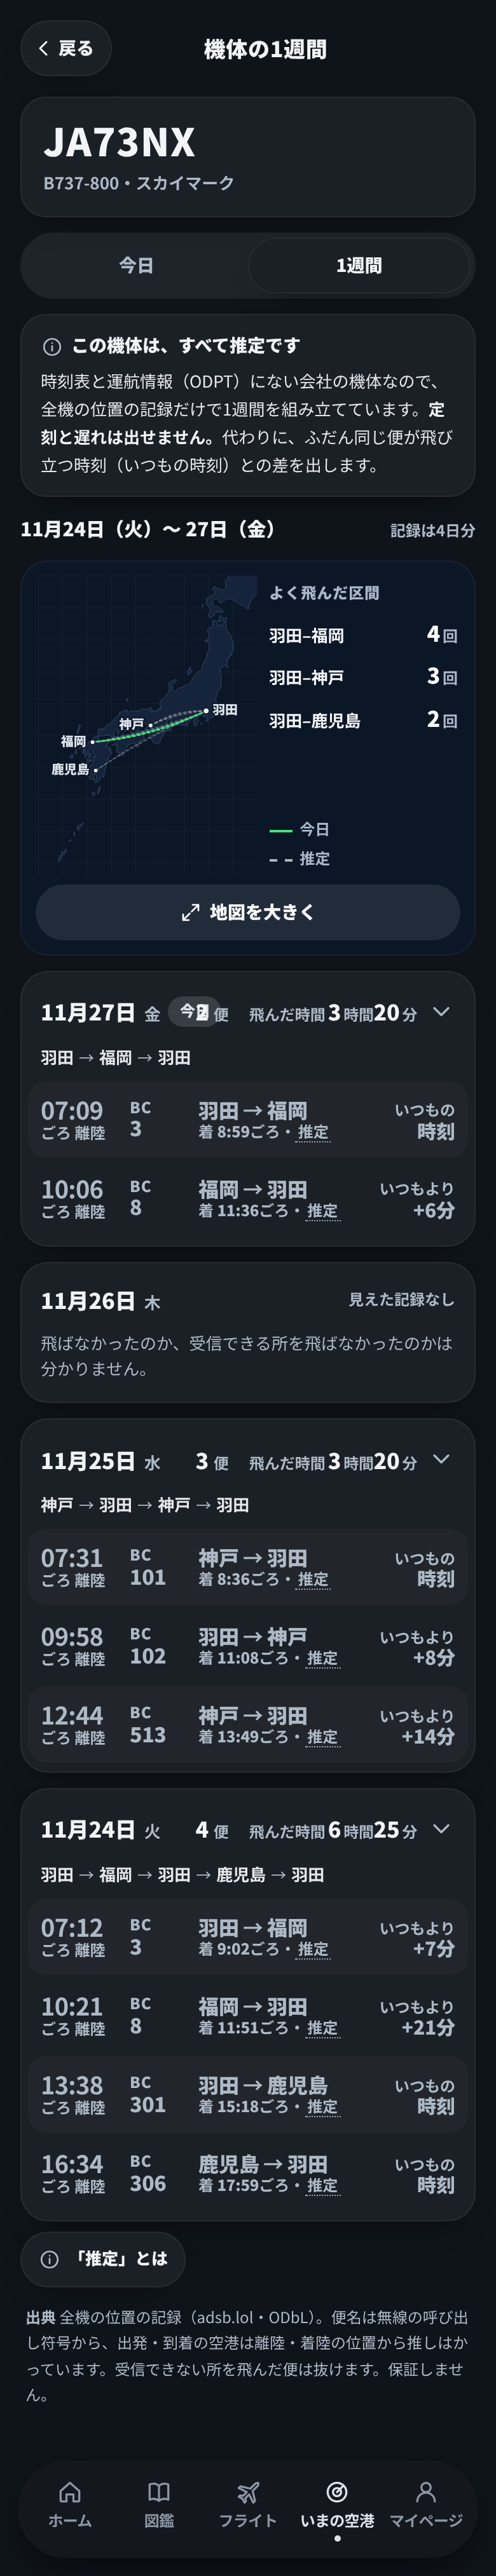 戻る
機体の1週間
JA73NX
B737-800・スカイマーク
今日
1週間
この機体は、すべて推定です
時刻表と運航情報（ODPT）にない会社の機体なので、
全機の位置の記録だけで1週間を組み立てています。定
刻と遅れは出せません。代わりに、ふだん同じ便が飛び
立つ時刻（いつもの時刻）との差を出します。
11月24日（火）〜 27日（金）
記録は4日分
よく飛んだ区間
羽田–福岡 4回
羽田–神戸 3回
羽田–鹿児島 2回
羽田
神戸
福岡
鹿児島
今日
推定
地図を大きく
11月27日 金 今日 2 便 飛んだ時間 3 時間 20 分
羽田 → 福岡 → 羽田
07:09 BC 羽田 → 福岡 いつもの
ごろ 離陸 3 着 8:59ごろ・推定 時刻
10:06 BC 福岡 → 羽田 いつもより
ごろ 離陸 8 着 11:36ごろ・推定 +6分
11月26日 木 見えた記録なし
飛ばなかったのか、受信できる所を飛ばなかったのかは
分かりません。
11月25日 水 3 便 飛んだ時間 3 時間 20 分
神戸 → 羽田 → 神戸 → 羽田
07:31 BC 神戸 → 羽田 いつもの
ごろ 離陸 101 着 8:36ごろ・推定 時刻
09:58 BC 羽田 → 神戸 いつもより
ごろ 離陸 102 着 11:08ごろ・推定 +8分
12:44 BC 神戸 → 羽田 いつもより
ごろ 離陸 513 着 13:49ごろ・推定 +14分
11月24日 火 4 便 飛んだ時間 6 時間 25 分
羽田 → 福岡 → 羽田 → 鹿児島 → 羽田
07:12 BC 羽田 → 福岡 いつもより
ごろ 離陸 3 着 9:02ごろ・推定 +7分
10:21 BC 福岡 → 羽田 いつもより
ごろ 離陸 8 着 11:51ごろ・推定 +21分
13:38 BC 羽田 → 鹿児島 いつもの
ごろ 離陸 301 着 15:18ごろ・推定 時刻
16:34 BC 鹿児島 → 羽田 いつもの
ごろ 離陸 306 着 17:59ごろ・推定 時刻
「推定」とは
出典 全機の位置の記録（adsb.lol・ODbL）。便名は無線の呼び出
し符号から、出発・到着の空港は離陸・着陸の位置から推しはか
っています。受信できない所を飛んだ便は抜けます。保証しませ
ん。
ホーム
図鑑
フライト
いまの空港
マイページ